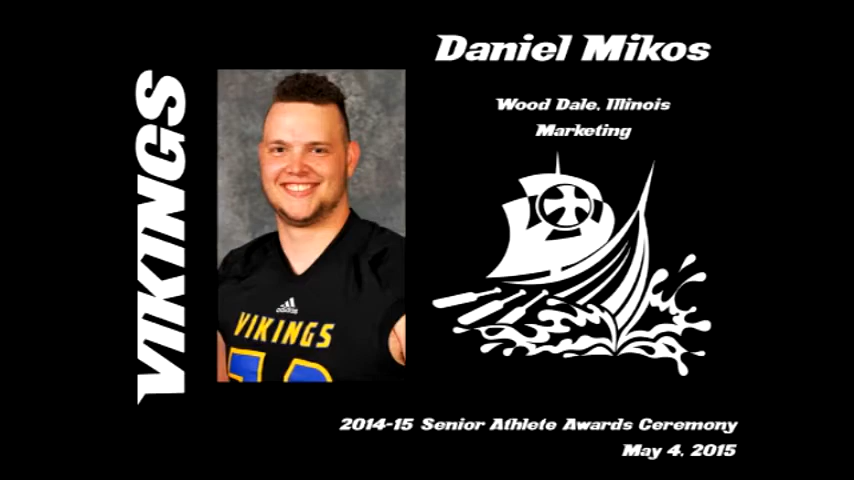 Daniel Mikos
Wood Dale, Illinois
Marketing
VIKINGS
adidas
VIKINGS
2014-15 Senior Athlete Awards Ceremony
May 4, 2015